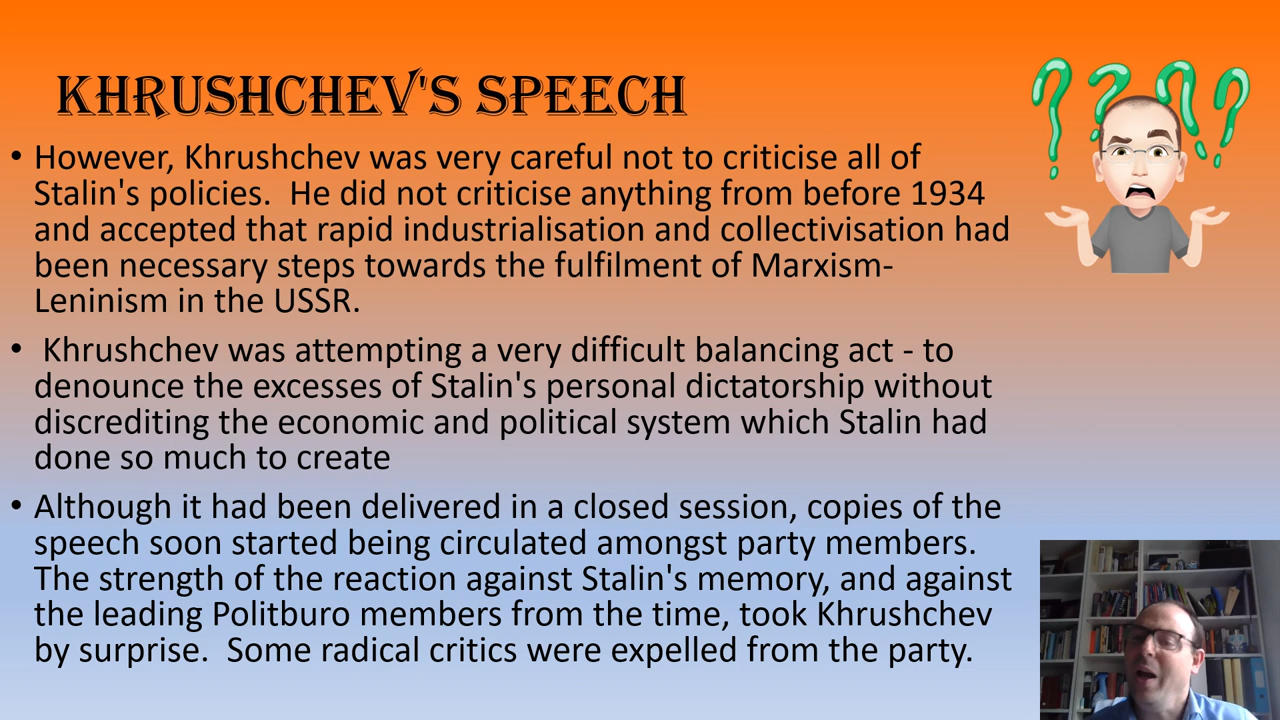 KHRUSHCHEV'S SPEECH
• However, Khrushchev was very careful not to criticise all of
Stalin's policies.  He did not criticise anything from before 1934
and accepted that rapid industrialisation and collectivisation had
been necessary steps towards the fulfilment of Marxism-
Leninism in the USSR.
•  Khrushchev was attempting a very difficult balancing act - to
denounce the excesses of Stalin's personal dictatorship without
discrediting the economic and political system which Stalin had
done so much to create
• Although it had been delivered in a closed session, copies of the
speech soon started being circulated amongst party members.
The strength of the reaction against Stalin's memory, and against
the leading Politburo members from the time, took Khrushchev
by surprise.  Some radical critics were expelled from the party.
????